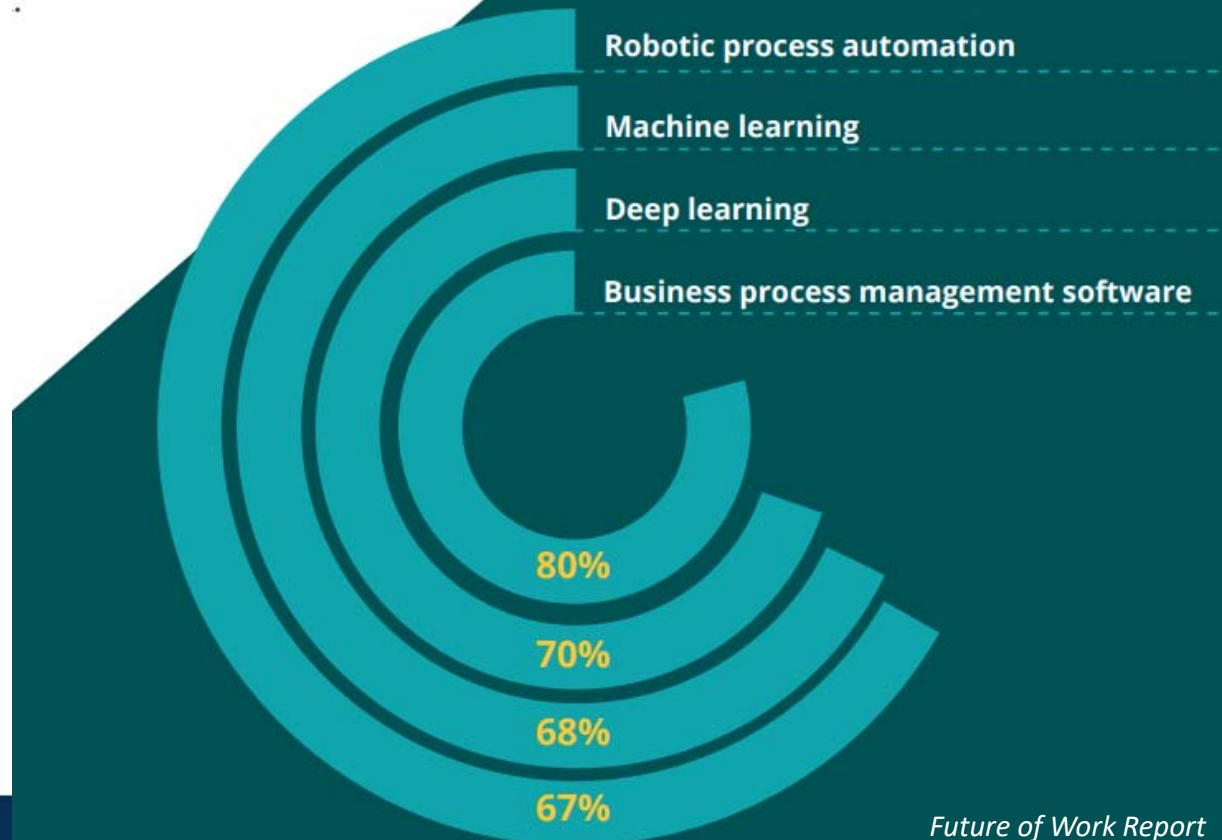 Robotic process automation
Machine learning
Deep learning
Business process management software
80%
70%
68%
67%
Future of Work Report